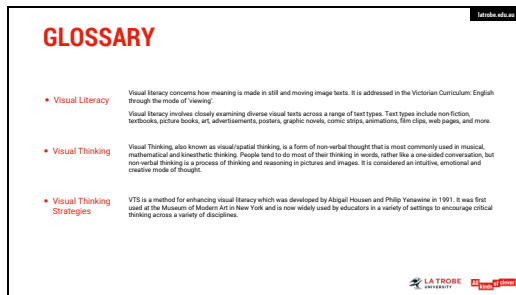 latrobe.edu.au
GLOSSARY
• Visual Literacy
Visual literacy concerns how meaning is made in still and moving image texts. It is addressed in the Victorian Curriculum: English
through the mode of 'viewing'.
Visual literacy involves closely examining diverse visual texts across a range of text types. Text types include non-fiction,
textbooks, picture books, art, advertisements, posters, graphic novels, comic strips, animations, film clips, web pages, and more.
• Visual Thinking
Visual Thinking, also known as visual/spatial thinking, is a form of non-verbal thought that is most commonly used in musical,
mathematical and kinesthetic thinking. People tend to do most of their thinking in words, rather like a one-sided conversation, but
non-verbal thinking is a process of thinking and reasoning in pictures and images. It is considered an intuitive, emotional and
creative mode of thought.
• Visual Thinking
Strategies
VTS is a method for enhancing visual literacy which was developed by Abigail Housen and Philip Yenawine in 1991. It was first
used at the Museum of Modern Art in New York and is now widely used by educators in a variety of settings to encourage critical
thinking across a variety of disciplines.
LA TROBE
UNIVERSITY
All kinds of clever